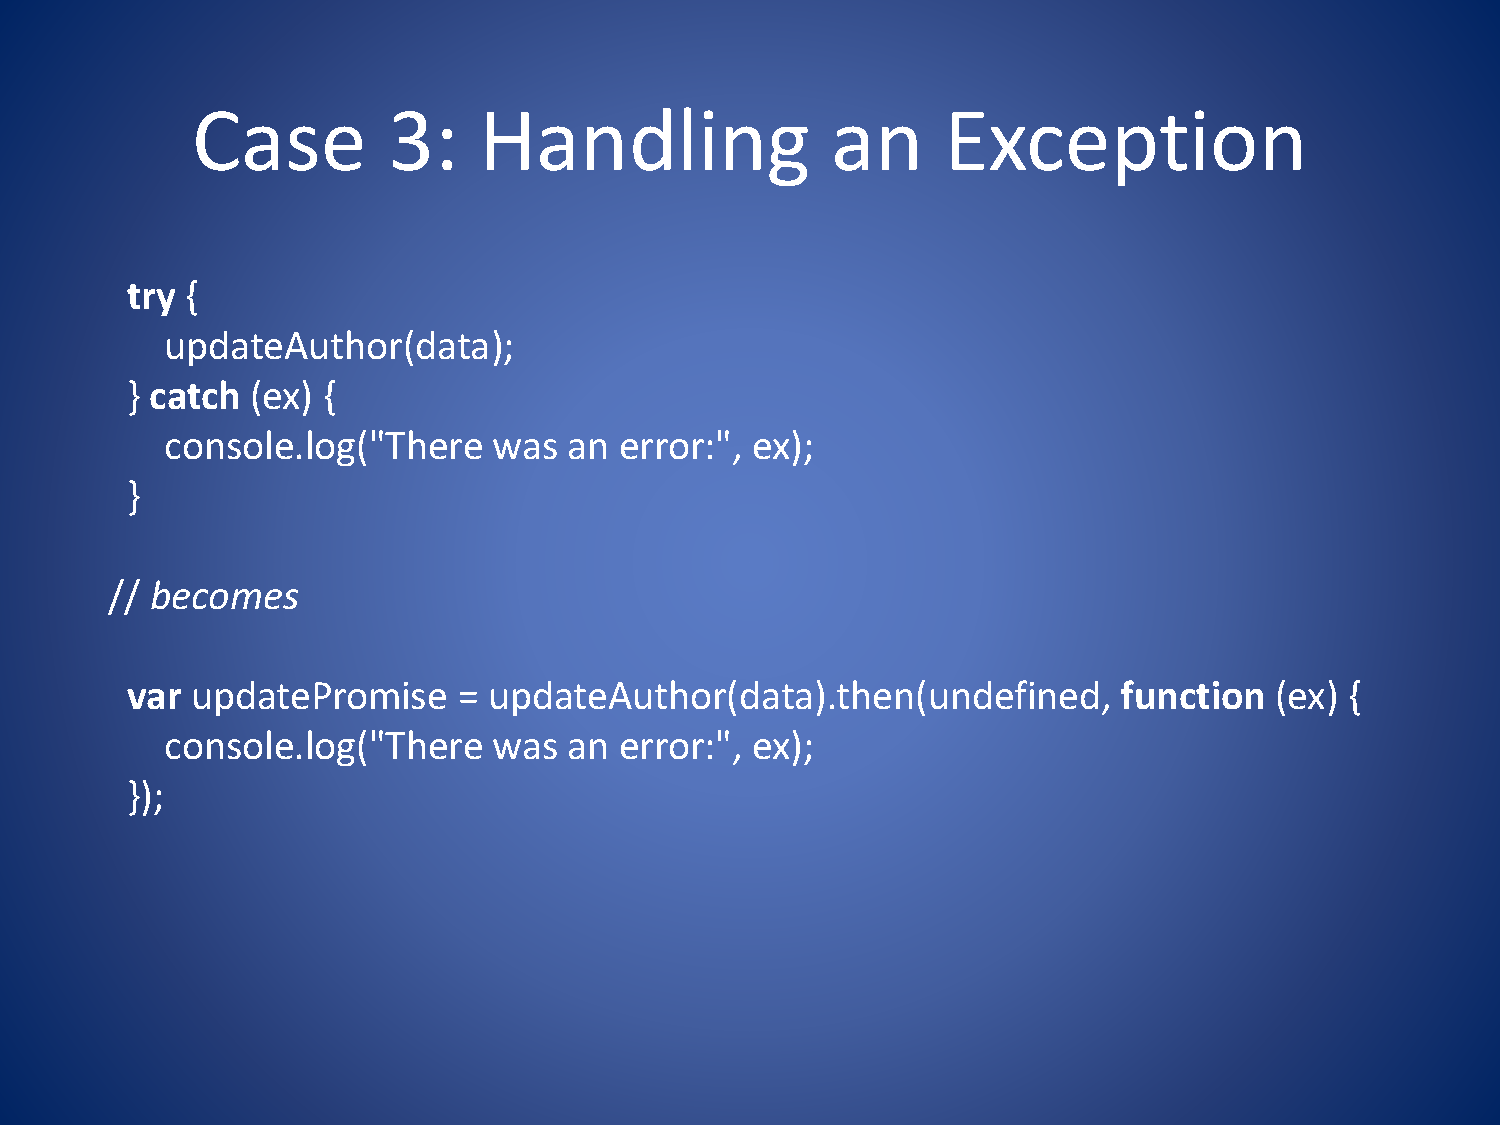 Case 3: Handling an Exception
try {
updateAuthor(data);
} catch (ex) {
console.log("There was an error:", ex);
}
// becomes
var updatePromise = updateAuthor(data).then(undefined, function (ex) {
console.log("There was an error:", ex);
});